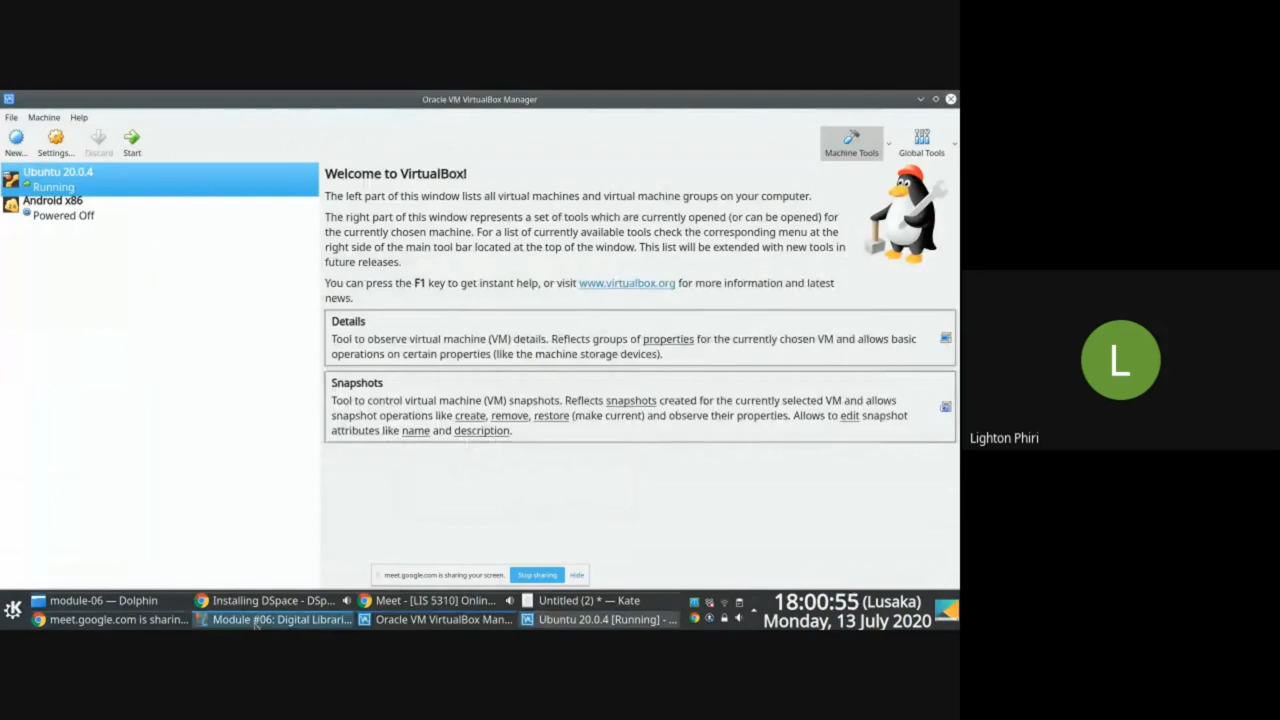 Oracle VM VirtualBox Manager
File Machine Help
New... Settings... Discard Start
Machine Tools Global Tools
Ubuntu 20.0.4
Running
Android x86
Powered Off
Welcome to VirtualBox!
The left part of this window lists all virtual machines and virtual machine groups on your computer.
The right part of this window represents a set of tools which are currently opened (or can be opened) for
the currently chosen machine. For a list of currently available tools check the corresponding menu at the
right side of the main tool bar located at the top of the window. This list will be extended with new tools in
future releases.
You can press the F1 key to get instant help, or visit www.virtualbox.org for more information and latest
news.
Details
Tool to observe virtual machine (VM) details. Reflects groups of properties for the currently chosen VM and allows basic
operations on certain properties (like the machine storage devices).
Snapshots
Tool to control virtual machine (VM) snapshots. Reflects snapshots created for the currently selected VM and allows
snapshot operations like create, remove, restore (make current) and observe their properties. Allows to edit snapshot
attributes like name and description.
L
Lighton Phiri
meet.google.com is sharing your screen. Stop sharing Hide
module-06 — Dolphin Installing DSpace - DSp... Meet - [LIS 5310] Onlin... Untitled (2) * — Kate
meet.google.com is sharin... Module #06: Digital Librari... Oracle VM VirtualBox Man... Ubuntu 20.0.4 [Running] - ...
18:00:55 (Lusaka)
Monday, 13 July 2020